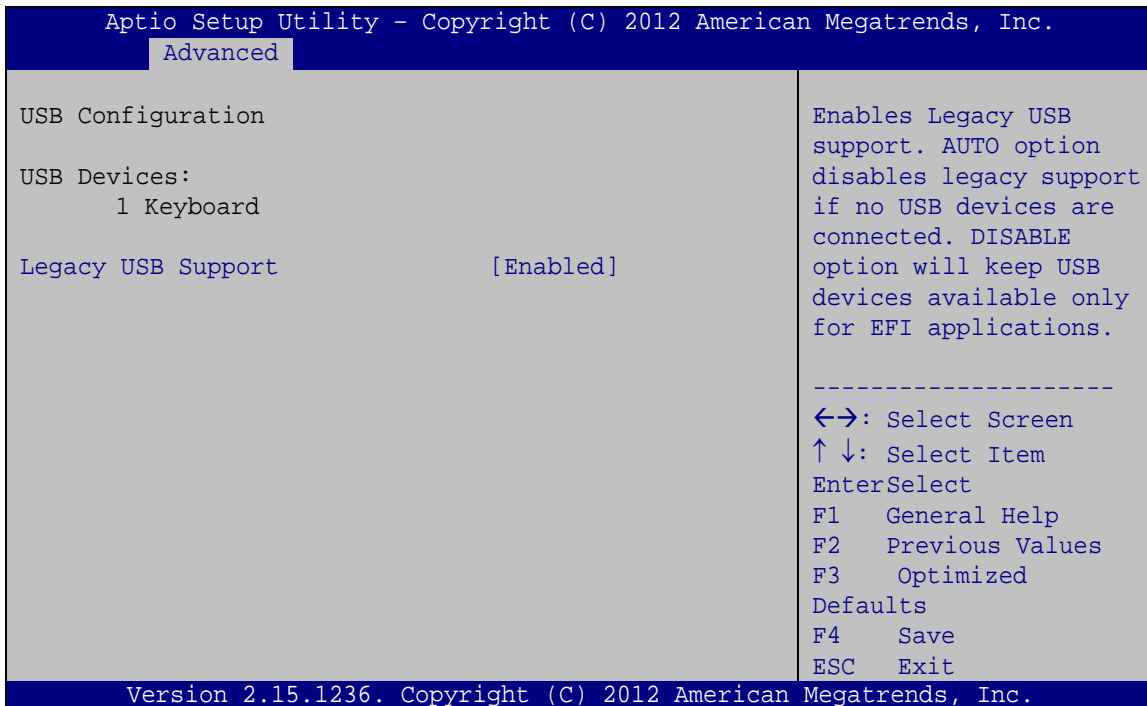 Aptio Setup Utility – Copyright (C) 2012 American Megatrends, Inc.
Advanced
USB Configuration
USB Devices:
1 Keyboard
Legacy USB Support [Enabled]
Enables Legacy USB
support. AUTO option
disables legacy support
if no USB devices are
connected. DISABLE
option will keep USB
devices available only
for EFI applications.
---------------------
←→: Select Screen
↑ ↓: Select Item
EnterSelect
F1 General Help
F2 Previous Values
F3 Optimized
Defaults
F4 Save
ESC Exit
Version 2.15.1236. Copyright (C) 2012 American Megatrends, Inc.